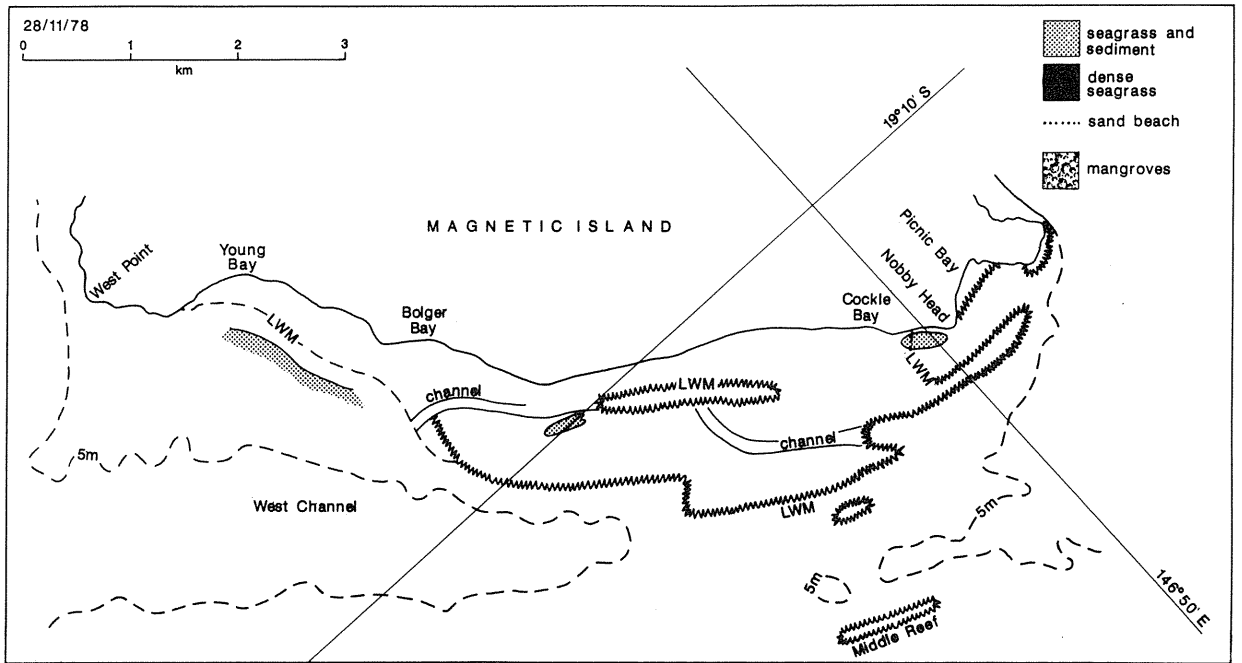 28/11/78
0 1 2 3
km
seagrass and
sediment
dense
seagrass
sand beach
mangroves
19°10' S
MAGNETIC ISLAND
West Point
Young
Bay
Bolger
Bay
Cockle
Bay
Nobby Head
Picnic Bay
LWM
channel
LWM
LWM
channel
LWM
5m
West Channel
5m
5m
Middle Reef
146°50' E